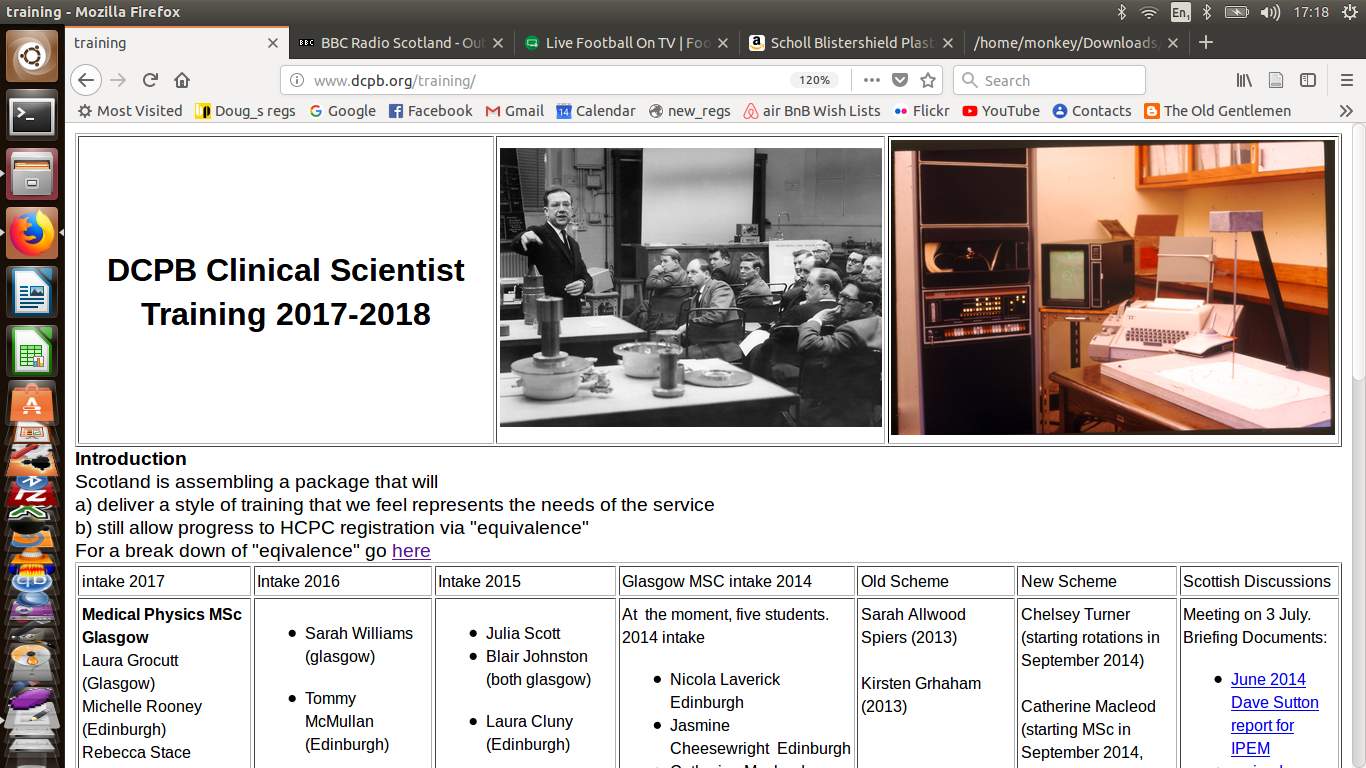 training - Mozilla Firefox
En1
17:18
training
BBC Radio Scotland - Out
Live Football On TV | Foo
Scholl Blistershield Plast
/home/monkey/Downloads
www.dcpb.org/training/
120%
Search
Most Visited
Doug_s regs
Google
Facebook
Gmail
14 Calendar
new_regs
air BnB Wish Lists
Flickr
YouTube
Contacts
The Old Gentlemen
DCPB Clinical Scientist
Training 2017-2018
Introduction
Scotland is assembling a package that will
a) deliver a style of training that we feel represents the needs of the service
b) still allow progress to HCPC registration via "equivalence"
For a break down of "eqivalence" go here
intake 2017
Intake 2016
Intake 2015
Glasgow MSC intake 2014
Old Scheme
New Scheme
Scottish Discussions
Medical Physics MSc
Glasgow
Laura Grocutt
(Glasgow)
Michelle Rooney
(Edinburgh)
Rebecca Stace
Sarah Williams
(glasgow)
Tommy
McMullan
(Edinburgh)
Julia Scott
Blair Johnston
(both glasgow)
Laura Cluny
(Edinburgh)
At the moment, five students.
2014 intake
Nicola Laverick
Edinburgh
Jasmine
Cheesewright Edinburgh
Sarah Allwood
Spiers (2013)
Kirsten Grhaham
(2013)
Chelsey Turner
(starting rotations in
September 2014)
Catherine Macleod
(starting MSc in
September 2014,
Meeting on 3 July.
Briefing Documents:
June 2014
Dave Sutton
report for
IPEM